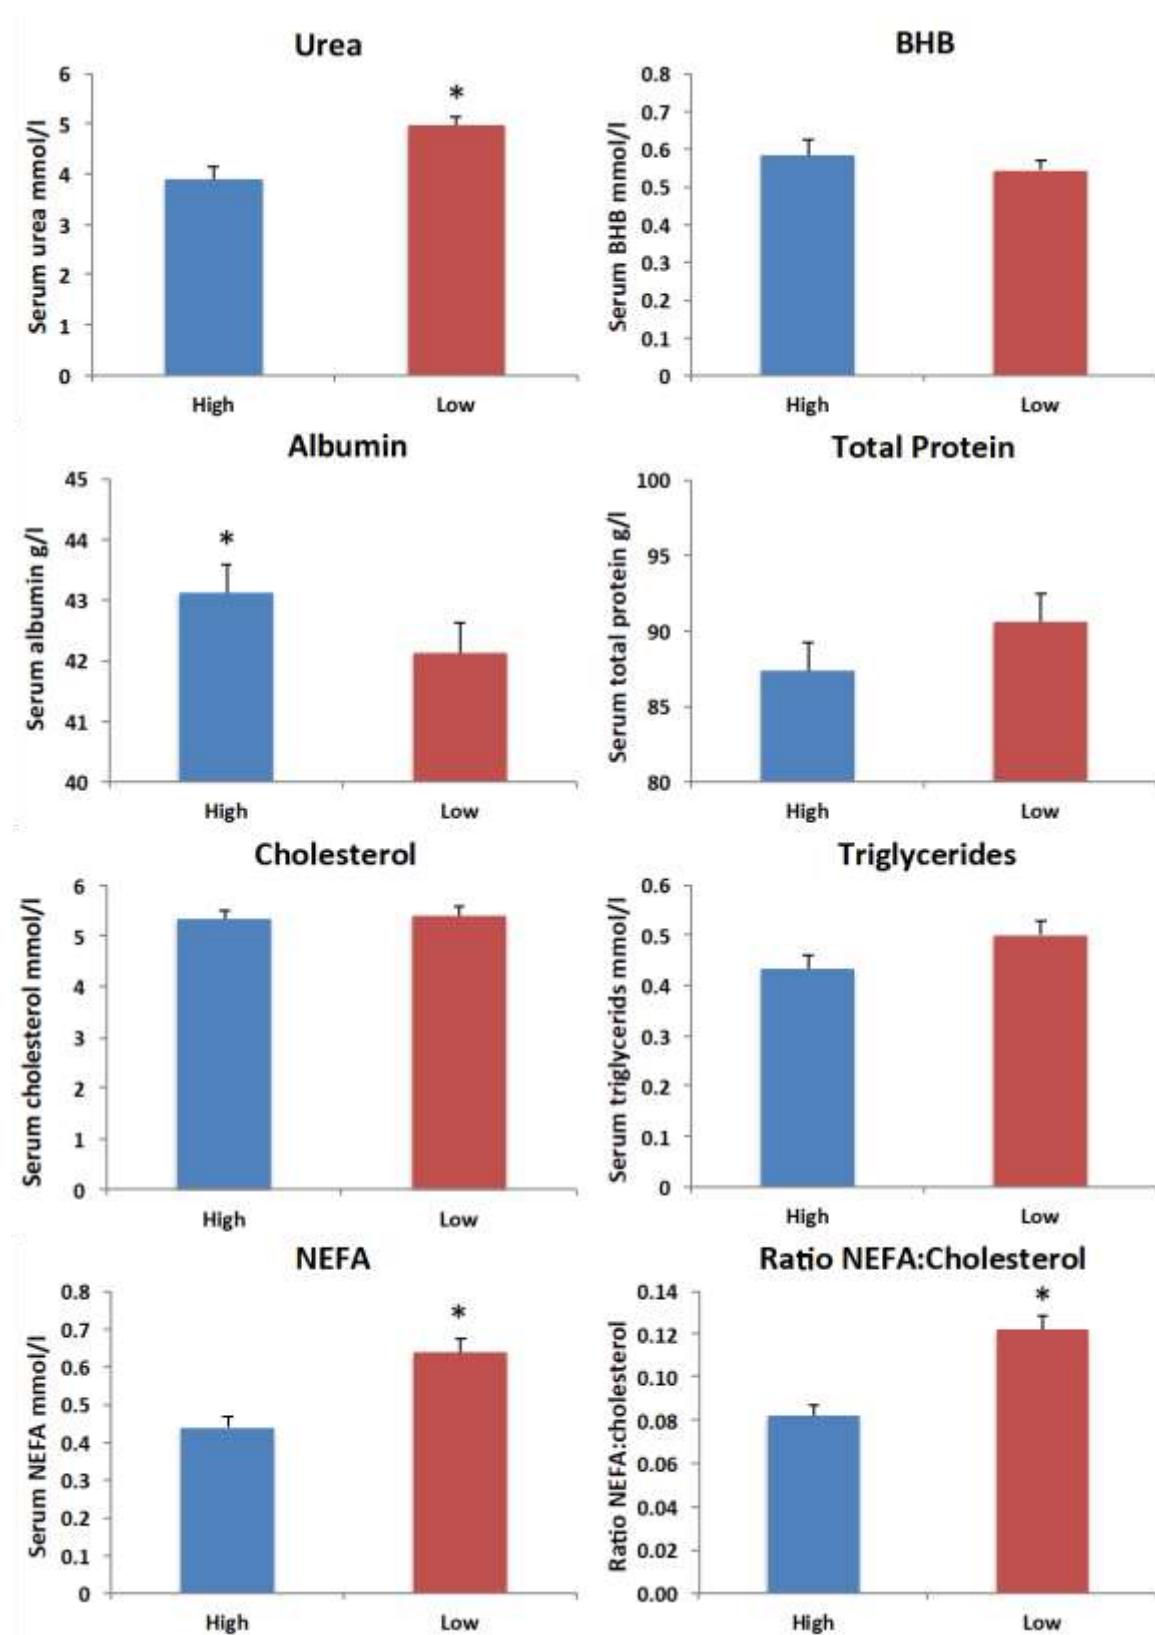 Urea
Serum urea mmol/l
6
5
4
3
2
1
0
*
High
Low
BHB
Serum BHB mmol/l
0.8
0.7
0.6
0.5
0.4
0.3
0.2
0.1
0
High
Low
Albumin
Serum albumin g/l
45
44
43
42
41
40
*
High
Low
Total Protein
Serum total protein g/l
100
95
90
85
80
High
Low
Cholesterol
Serum cholesterol mmol/l
6
5
4
3
2
1
0
High
Low
Triglycerides
Serum triglycerids mmol/l
0.6
0.5
0.4
0.3
0.2
0.1
0
High
Low
NEFA
Serum NEFA mmol/l
0.8
0.7
0.6
0.5
0.4
0.3
0.2
0.1
0
*
High
Low
Ratio NEFA:Cholesterol
Ratio NEFA:cholesterol
0.14
0.12
0.10
0.08
0.06
0.04
0.02
0.00
*
High
Low